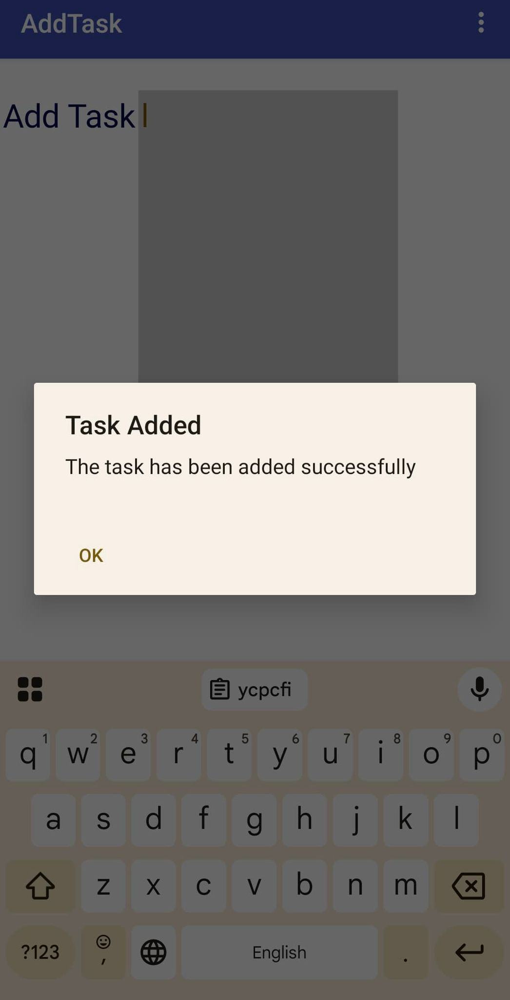 AddTask
Add Task
Task Added
The task has been added successfully
OK
ycpcfi
q1 w2 e3 r4 t5 y6 u7 i8 o9 p0
a s d f g h j k l
z x c v b n m
?123 , English .